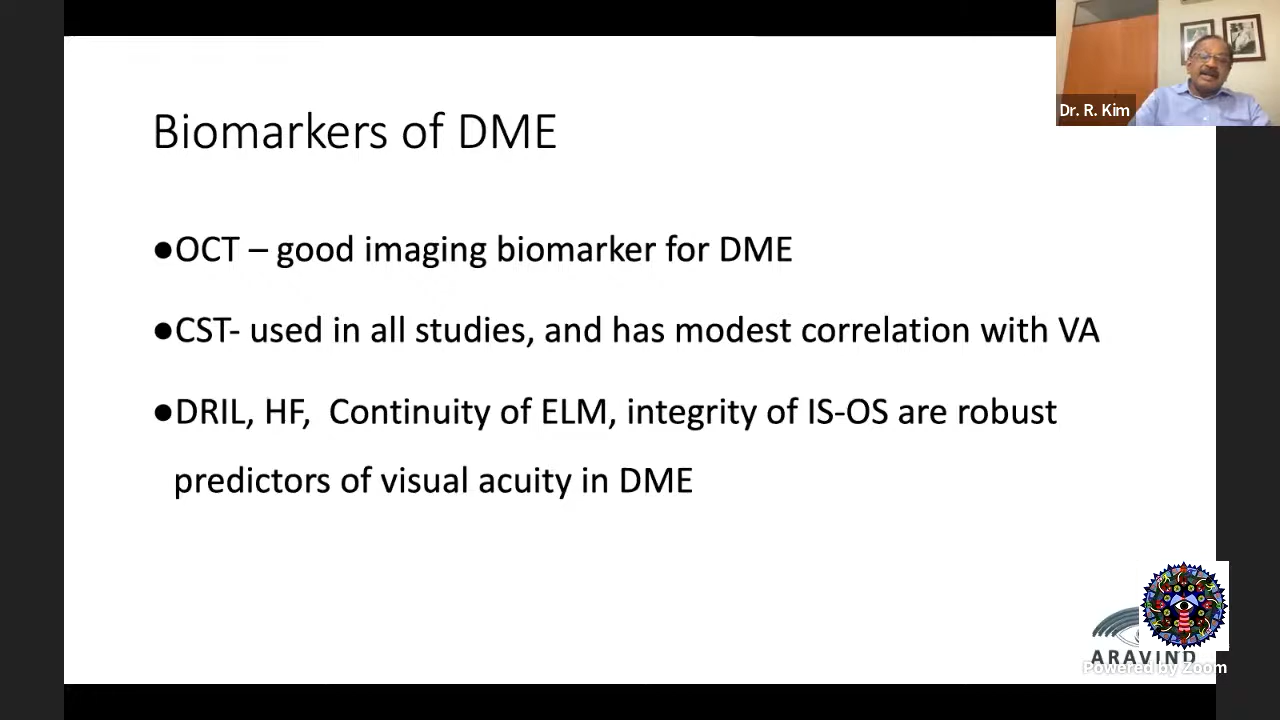 Dr. R. Kim
Biomarkers of DME
●OCT – good imaging biomarker for DME
●CST- used in all studies, and has modest correlation with VA
●DRIL, HF,  Continuity of ELM, integrity of IS-OS are robust
predictors of visual acuity in DME
ARAVIND
Powered by Zoom